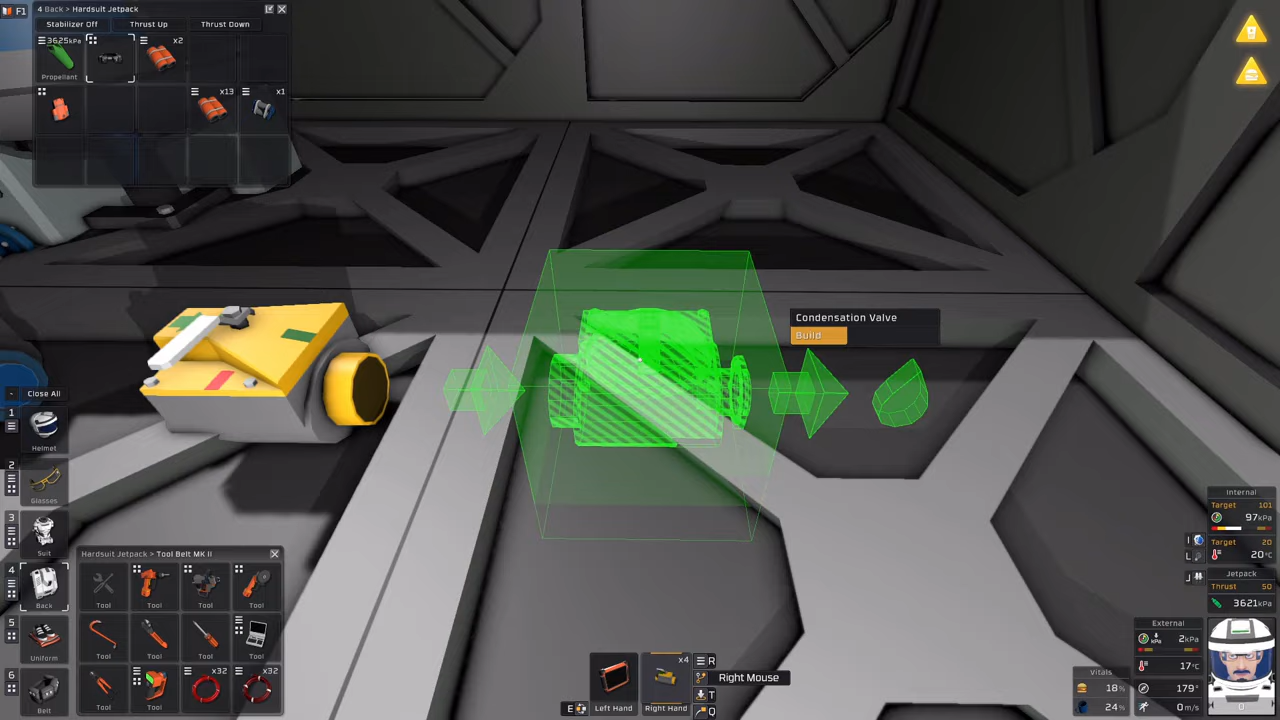 F1
4 Back > Hardsuit Jetpack
Stabilizer Off Thrust Up Thrust Down
3625kPa
x2
Propellant
x13
x1
Condensation Valve
Build
- Close All
1
Helmet
2
Glasses
3
Suit
4
Back
5
Uniform
6
Belt
Hardsuit Jetpack > Tool Belt MK II
Tool Tool Tool Tool
Tool Tool Tool
x32 x32
Tool Tool Tool Tool
x4
R
Right Mouse
T
E Left Hand Right Hand Q
Internal
Target 101
97kPa
Target 20
I
L 20°C
J Jetpack
Thrust 50
3621kPa
External
2kPa
17°C
179°
0m/s
Vitals
18%
24%
0